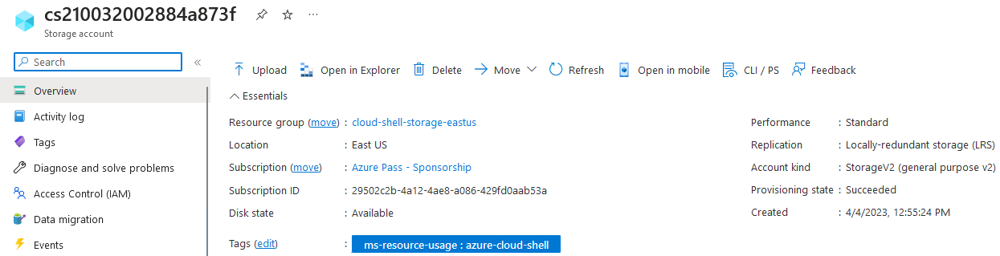 cs210032002884a873f
Storage account
Search
Upload Open in Explorer Delete Move Refresh Open in mobile CLI / PS Feedback
Overview
Activity log
Tags
Diagnose and solve problems
Access Control (IAM)
Data migration
Events
Essentials
Resource group (move) : cloud-shell-storage-eastus
Location : East US
Subscription (move) : Azure Pass - Sponsorship
Subscription ID : 29502c2b-4a12-4ae8-a086-429fd0aab53a
Disk state : Available
Tags (edit) : ms-resource-usage : azure-cloud-shell
Performance : Standard
Replication : Locally-redundant storage (LRS)
Account kind : StorageV2 (general purpose v2)
Provisioning state : Succeeded
Created : 4/4/2023, 12:55:24 PM